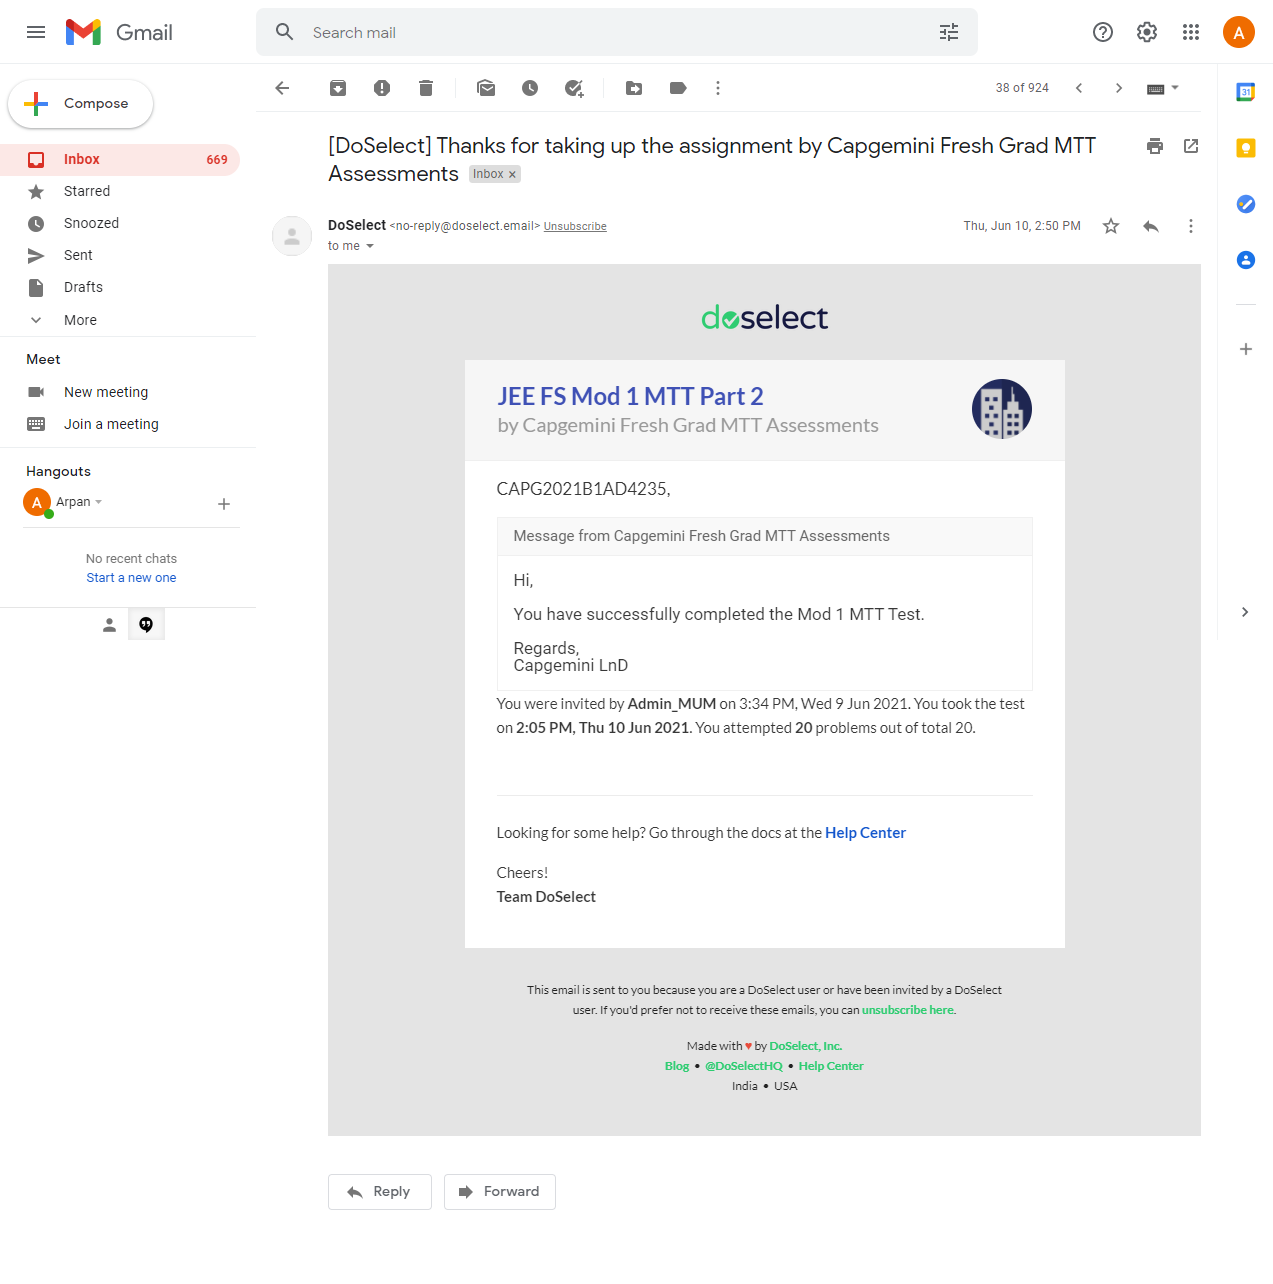 Gmail
Search mail
A
Compose
38 of 924
31
Inbox 669
Starred
Snoozed
Sent
Drafts
More
Meet
New meeting
Join a meeting
Hangouts
A Arpan
No recent chats
Start a new one
[DoSelect] Thanks for taking up the assignment by Capgemini Fresh Grad MTT
Assessments Inbox ×
DoSelect <no-reply@doselect.email> Unsubscribe
Thu, Jun 10, 2:50 PM
to me
doselect
JEE FS Mod 1 MTT Part 2
by Capgemini Fresh Grad MTT Assessments
CAPG2021B1AD4235,
Message from Capgemini Fresh Grad MTT Assessments
Hi,
You have successfully completed the Mod 1 MTT Test.
Regards,
Capgemini LnD
You were invited by Admin_MUM on 3:34 PM, Wed 9 Jun 2021. You took the test
on 2:05 PM, Thu 10 Jun 2021. You attempted 20 problems out of total 20.
Looking for some help? Go through the docs at the Help Center
Cheers!
Team DoSelect
This email is sent to you because you are a DoSelect user or have been invited by a DoSelect
user. If you'd prefer not to receive these emails, you can unsubscribe here.
Made with ♥ by DoSelect, Inc.
Blog • @DoSelectHQ • Help Center
India • USA
Reply
Forward